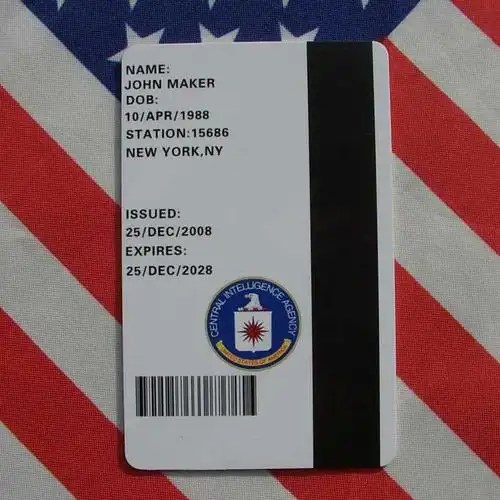 NAME:
JOHN MAKER
DOB:
10/APR/1988
STATION:15686
NEW YORK,NY
ISSUED:
25/DEC/2008
EXPIRES:
25/DEC/2028
CENTRAL INTELLIGENCE AGENCY
UNITED STATES OF AMERICA